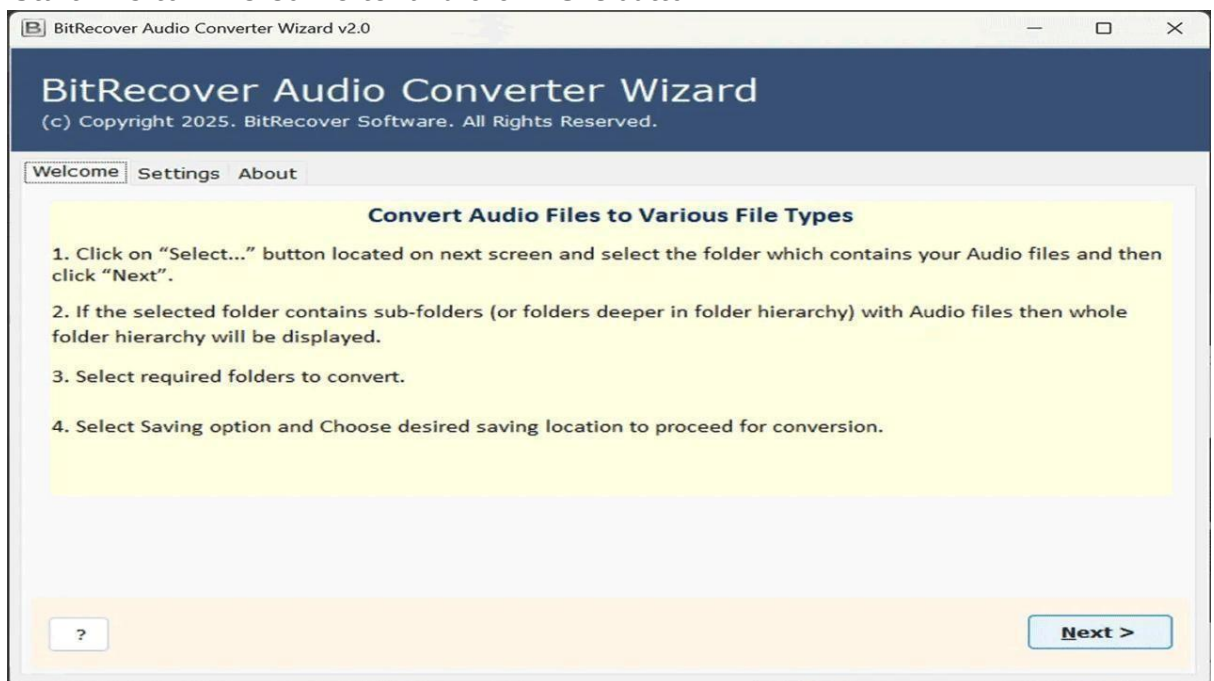 BitRecover Audio Converter Wizard v2.0
BitRecover Audio Converter Wizard
(c) Copyright 2025. BitRecover Software. All Rights Reserved.
Welcome Settings About
Convert Audio Files to Various File Types
1. Click on “Select...” button located on next screen and select the folder which contains your Audio files and then
click “Next”.
2. If the selected folder contains sub-folders (or folders deeper in folder hierarchy) with Audio files then whole
folder hierarchy will be displayed.
3. Select required folders to convert.
4. Select Saving option and Choose desired saving location to proceed for conversion.
? Next >